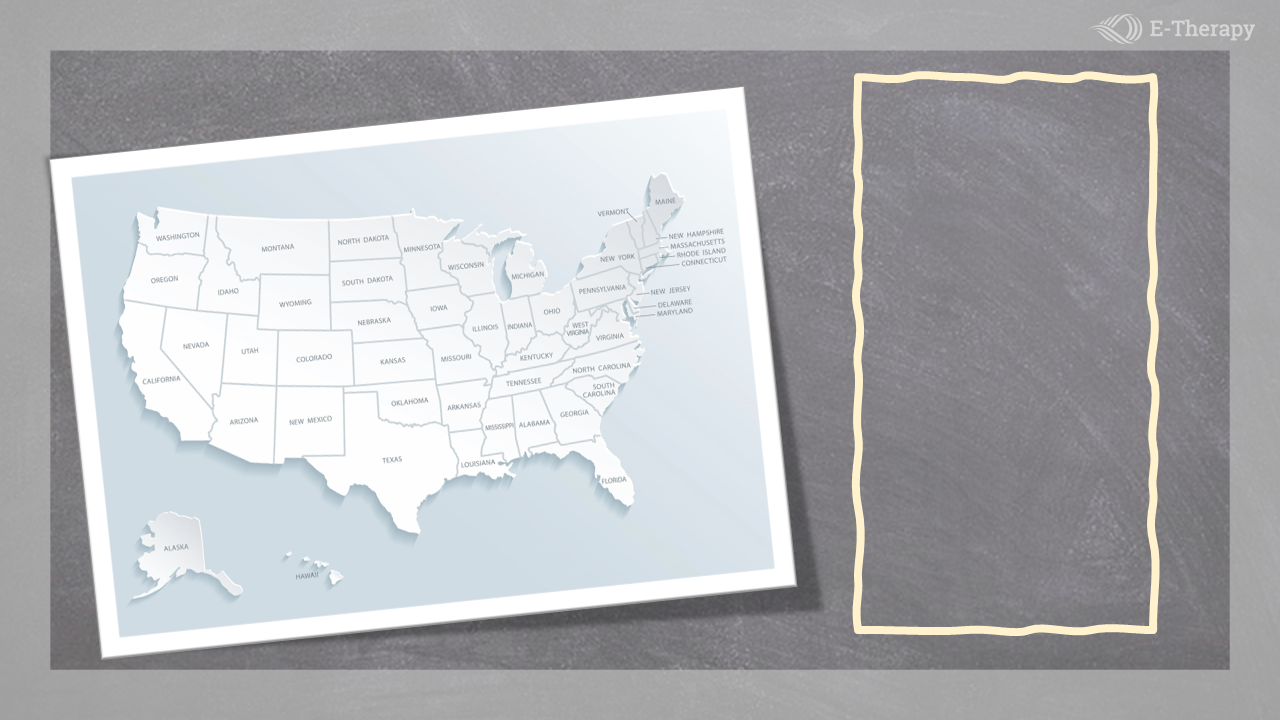 E-Therapy
MAINE
VERMONT
NEW HAMPSHIRE
MASSACHUSETTS
RHODE ISLAND
CONNECTICUT
WASHINGTON
MONTANA
NORTH DAKOTA
MINNESOTA
WISCONSIN
MICHIGAN
NEW YORK
OREGON
IDAHO
WYOMING
SOUTH DAKOTA
IOWA
ILLINOIS
INDIANA
OHIO
PENNSYLVANIA
NEW JERSEY
DELAWARE
MARYLAND
NEBRASKA
WEST
VIRGINIA
VIRGINIA
NEVADA
UTAH
COLORADO
KANSAS
MISSOURI
KENTUCKY
CALIFORNIA
NORTH CAROLINA
TENNESSEE
SOUTH
CAROLINA
ARIZONA
NEW MEXICO
OKLAHOMA
ARKANSAS
MISSISSIPPI
ALABAMA
GEORGIA
TEXAS
LOUISIANA
FLORIDA
ALASKA
HAWAII